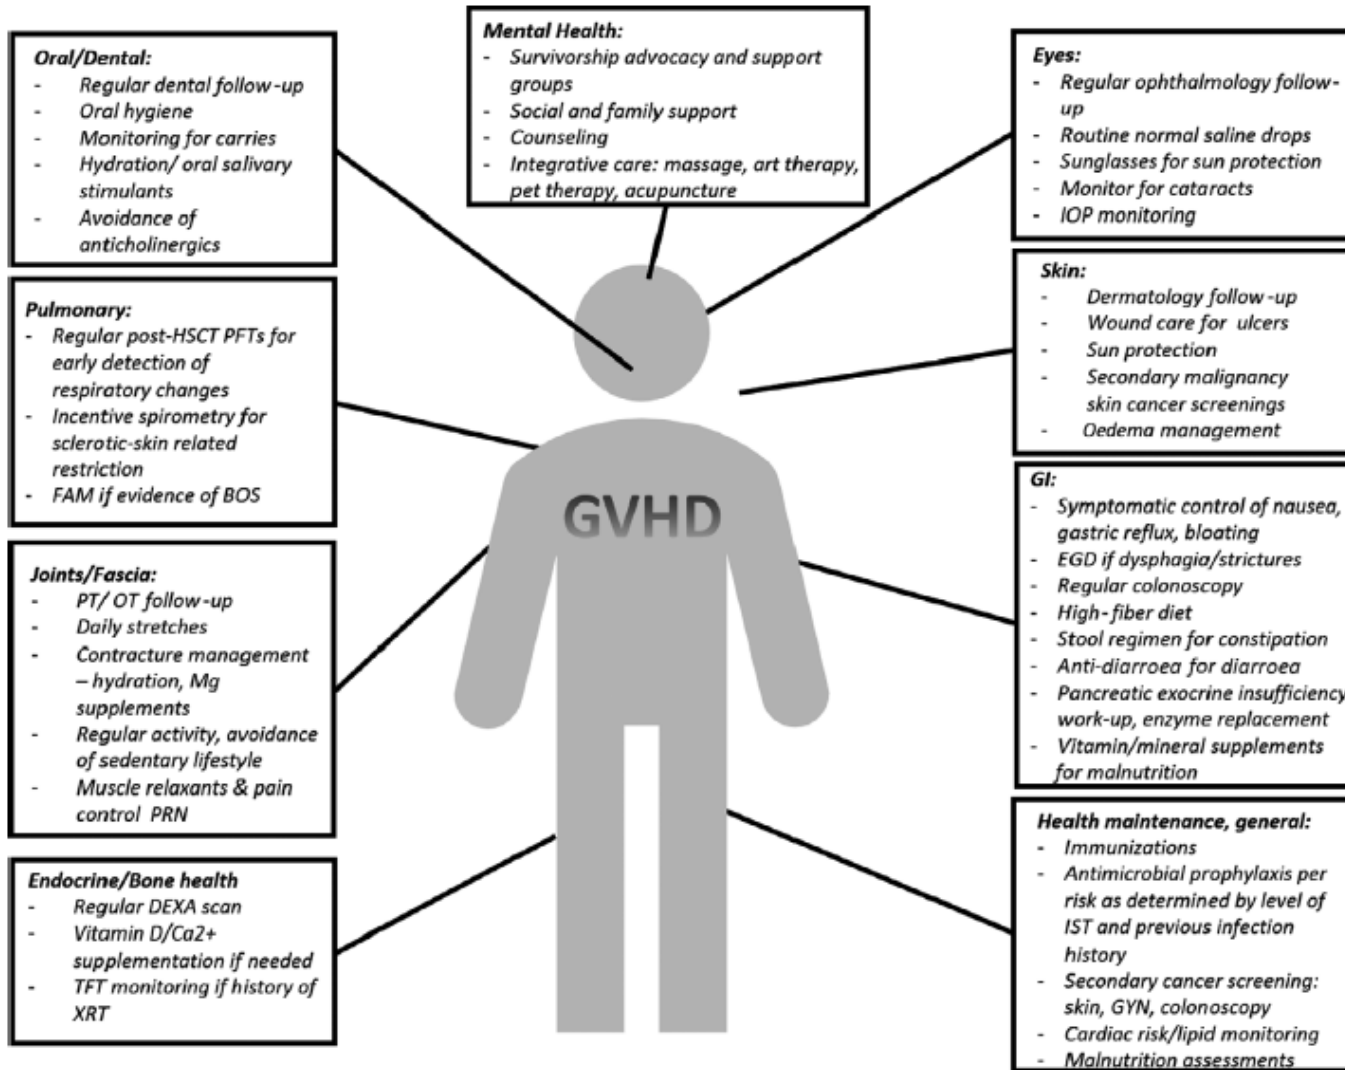 Oral/Dental:
- Regular dental follow-up
- Oral hygiene
- Monitoring for carries
- Hydration/ oral salivary
stimulants
- Avoidance of
anticholinergics
Pulmonary:
- Regular post-HSCT PFTs for
early detection of
respiratory changes
- Incentive spirometry for
sclerotic-skin related
restriction
- FAM if evidence of BOS
Joints/Fascia:
- PT/ OT follow-up
- Daily stretches
- Contracture management
– hydration, Mg
supplements
- Regular activity, avoidance
of sedentary lifestyle
- Muscle relaxants & pain
control PRN
Endocrine/Bone health
- Regular DEXA scan
- Vitamin D/Ca2+
supplementation if needed
- TFT monitoring if history of
XRT
Mental Health:
- Survivorship advocacy and support
groups
- Social and family support
- Counseling
- Integrative care: massage, art therapy,
pet therapy, acupuncture
GVHD
Eyes:
- Regular ophthalmology follow-
up
- Routine normal saline drops
- Sunglasses for sun protection
- Monitor for cataracts
- IOP monitoring
Skin:
- Dermatology follow-up
- Wound care for ulcers
- Sun protection
- Secondary malignancy
skin cancer screenings
- Oedema management
GI:
- Symptomatic control of nausea,
gastric reflux, bloating
- EGD if dysphagia/strictures
- Regular colonoscopy
- High-fiber diet
- Stool regimen for constipation
- Anti-diarroea for diarroea
- Pancreatic exocrine insufficiency
work-up, enzyme replacement
- Vitamin/mineral supplements
for malnutrition
Health maintenance, general:
- Immunizations
- Antimicrobial prophylaxis per
risk as determined by level of
IST and previous infection
history
- Secondary cancer screening:
skin, GYN, colonoscopy
- Cardiac risk/lipid monitoring
- Malnutrition assessments